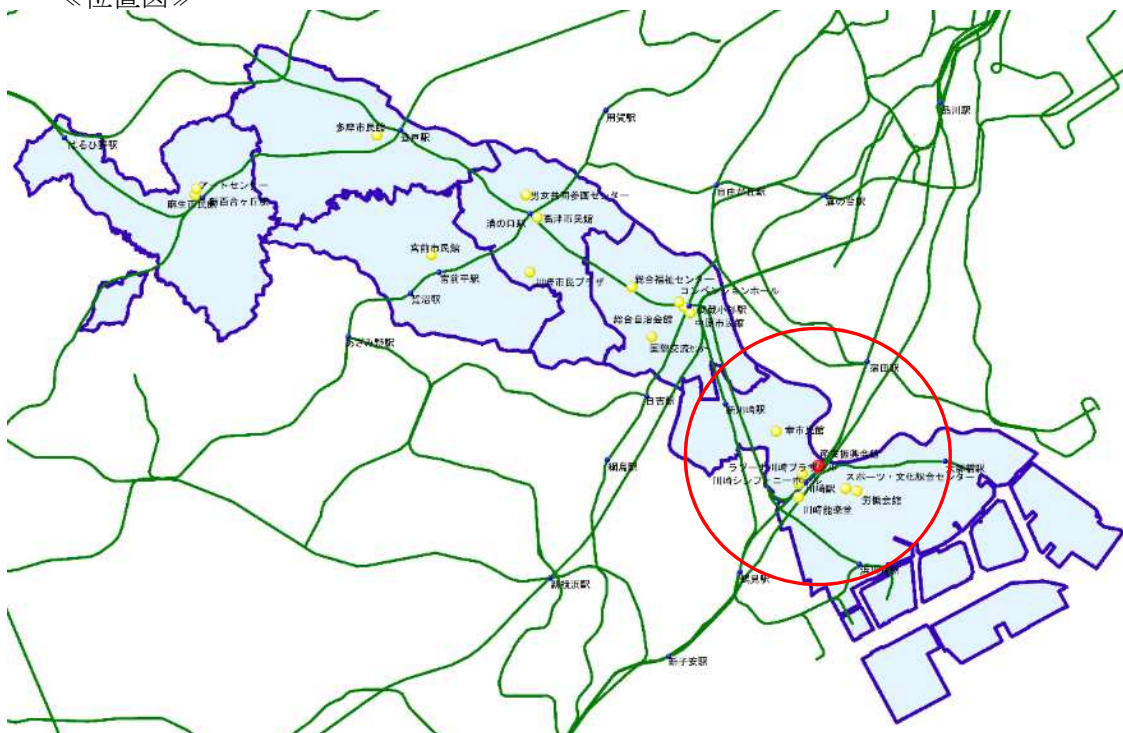 ≪位置図≫
品川駅
用賀駅
多摩市民館
登戸駅
はるひ野駅
アートセンター
麻生市民館
新百合ヶ丘駅
男女共同参画センター
自由が丘駅
旗の台駅
高津市民館
溝の口駅
宮前市民館
宮前平駅
川崎市民プラザ
総合福祉センター
鷺沼駅
コンベンションホール
武蔵小杉駅
総合自治会館
中原市民館
あざみ野駅
国際交流センター
蒲田駅
日吉駅
新川崎駅
幸市民館
産業振興会館
綱島駅
ラゾーナ川崎プラザソル
大師橋駅
川崎シンフォニーホール
スポーツ・文化総合センター
川崎駅
労働会館
川崎能楽堂
浜川崎駅
新横浜駅
鶴見駅
新子安駅